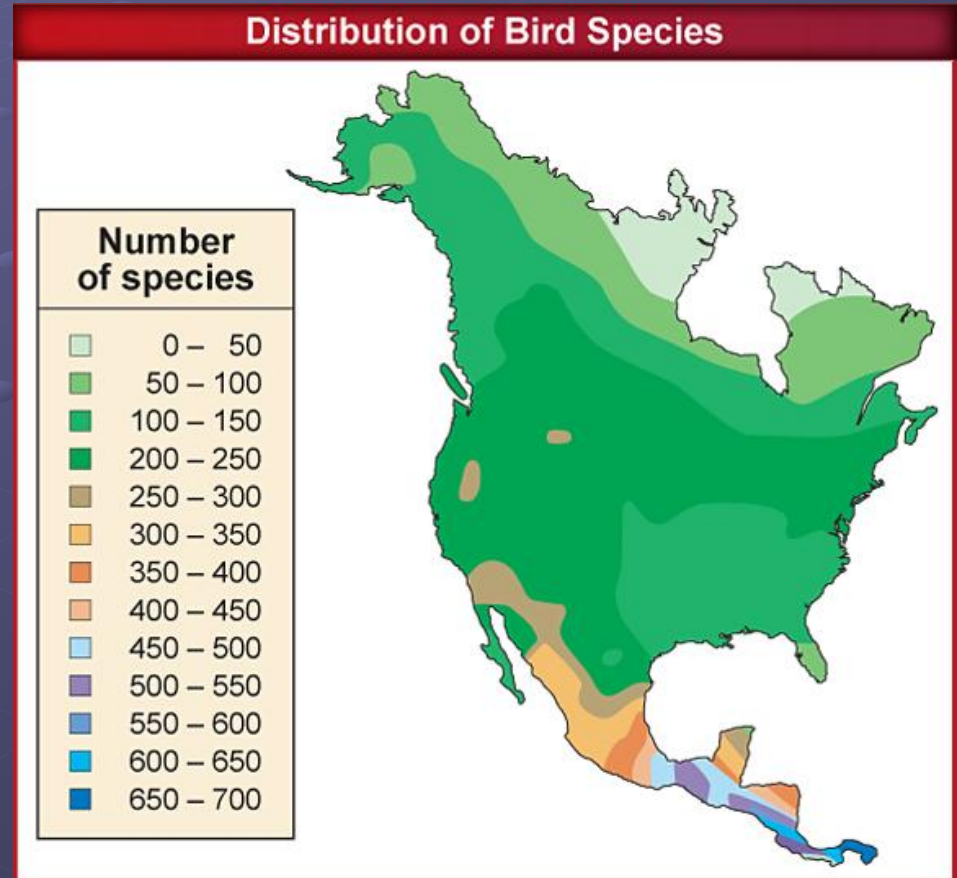 Distribution of Bird Species
Number
of species
0 – 50
50 – 100
100 – 150
200 – 250
250 – 300
300 – 350
350 – 400
400 – 450
450 – 500
500 – 550
550 – 600
600 – 650
650 – 700